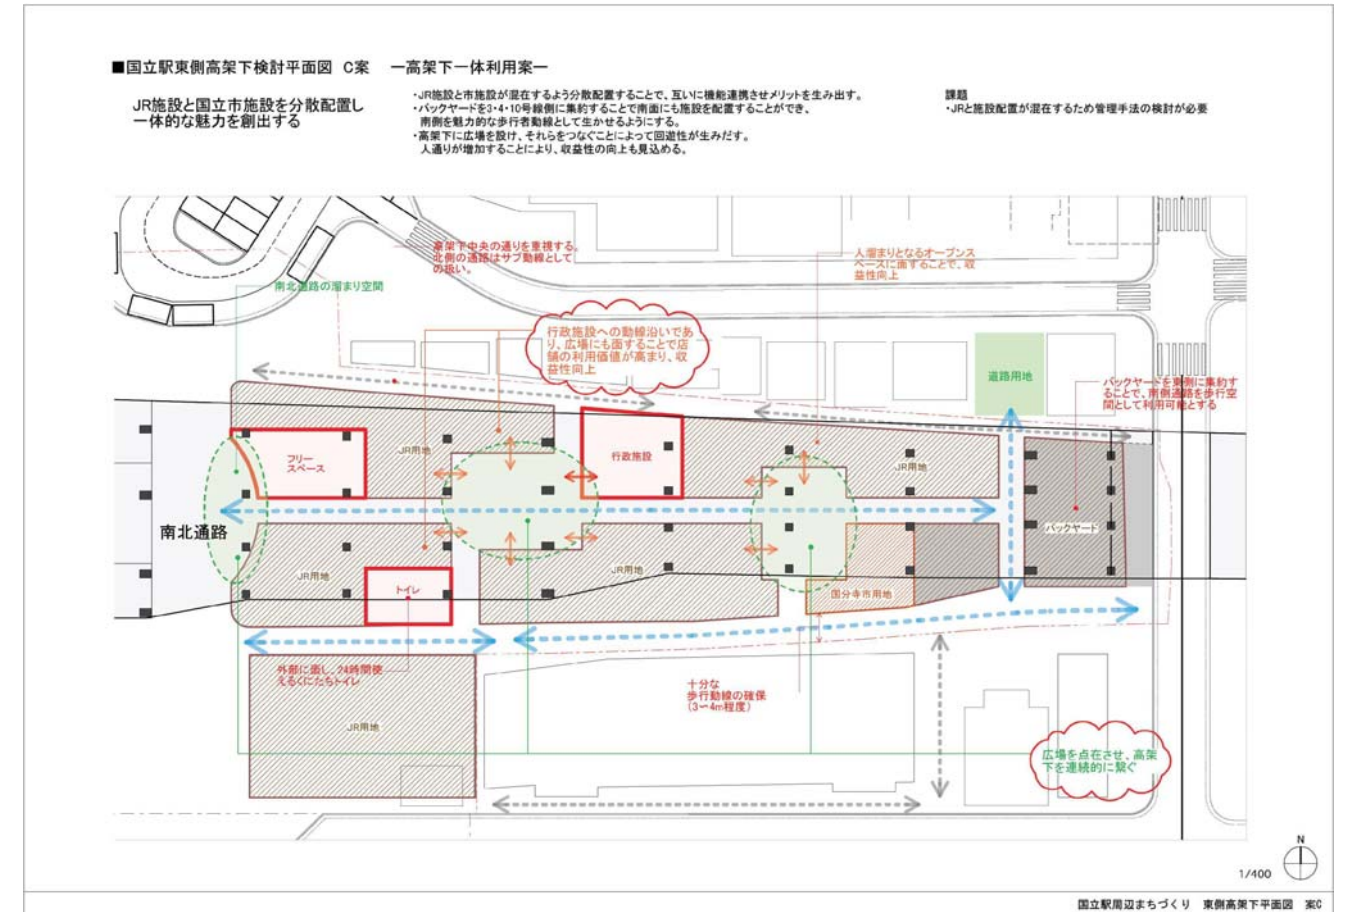 ■国立駅東側高架下検討平面図 C案 ー高架下一体利用案ー
JR施設と国立市施設を分散配置し
一体的な魅力を創出する
・JR施設と市施設が混在するよう分散配置することで、互いに機能連携させメリットを生み出す。
・バックヤードを3・4・10号線側に集約することで南面にも施設を配置することができ、
南側を魅力的な歩行者動線として生かせるようにする。
・高架下に広場を設け、それらをつなぐことによって回遊性が生みだす。
人通りが増加することにより、収益性の向上も見込める。
課題
・JRと施設配置が混在するため管理手法の検討が必要
高架下中央の通りを重視する。
北側の通路はサブ動線として
の扱い。
人溜まりとなるオープンス
ペースに面することで、収
益性向上
南北通路の溜まり空間
行政施設への動線沿いであ
り、広場にも面することで店
舗の利用価値が高まり、収
益性向上
道路用地
バックヤードを東側に集約す
ることで、南側通路を歩行空
間として利用可能とする
フリー
スペース
JR用地
行政施設
JR用地
南北通路
バックヤード
JR用地
トイレ
JR用地
国分寺市用地
外部に面し、24時間使
えるくにたちトイレ
十分な
歩行動線の確保
(3〜4m程度)
JR用地
広場を点在させ、高架
下を連続的に繋ぐ
N
1/400
国立駅周辺まちづくり 東側高架下平面図 案C